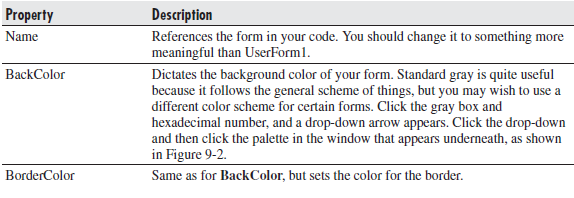 Property Description
Name References the form in your code. You should change it to something more
meaningful than UserForm1.
BackColor Dictates the background color of your form. Standard gray is quite useful
because it follows the general scheme of things, but you may wish to use a
different color scheme for certain forms. Click the gray box and
hexadecimal number, and a drop-down arrow appears. Click the drop-down
and then click the palette in the window that appears underneath, as shown
in Figure 9-2.
BorderColor Same as for BackColor, but sets the color for the border.